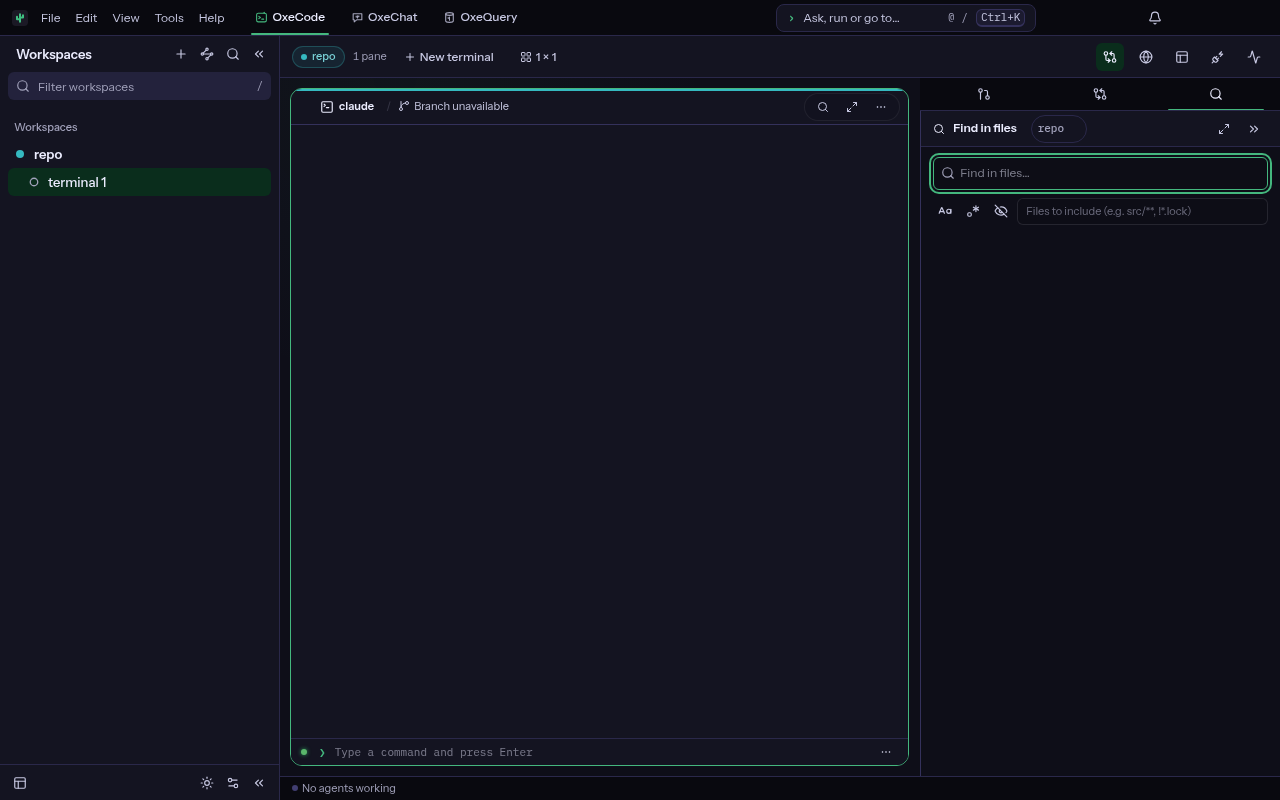 File Edit View Tools Help OxeCode OxeChat OxeQuery Ask, run or go to... @ / Ctrl+K
Workspaces
repo 1 pane New terminal 1 × 1
Filter workspaces /
claude / Branch unavailable
Find in files repo
Workspaces
repo
terminal 1
Find in files...
Aa .* Files to include (e.g. src/**, !*.lock)
❯ Type a command and press Enter
No agents working